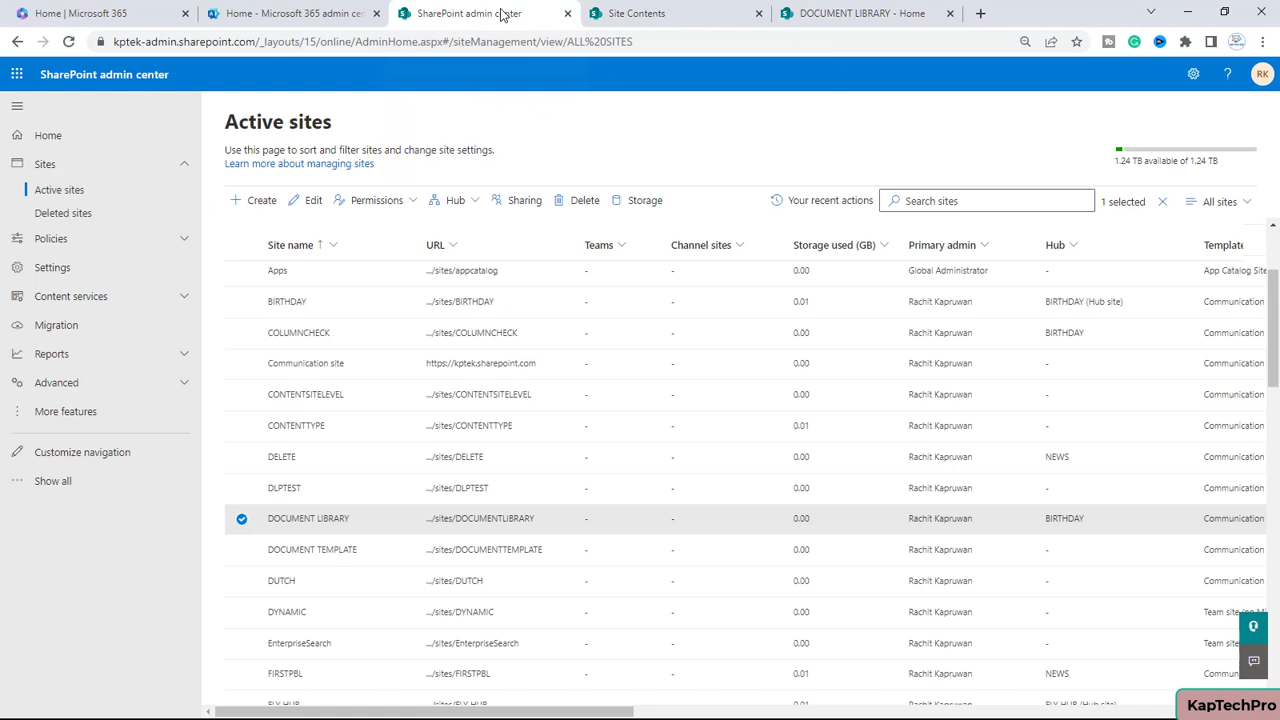 Home | Microsoft 365
Home - Microsoft 365 admin cer
SharePoint admin center
Site Contents
DOCUMENT LIBRARY - Home
kptek-admin.sharepoint.com/_layouts/15/online/AdminHome.aspx#/siteManagement/view/ALL%20SITES
SharePoint admin center
RK
Home
Sites
Active sites
Deleted sites
Policies
Settings
Content services
Migration
Reports
Advanced
More features
Customize navigation
Show all
Active sites
Use this page to sort and filter sites and change site settings.
Learn more about managing sites
1.24 TB available of 1.24 TB
Create Edit Permissions Hub Sharing Delete Storage Your recent actions Search sites 1 selected All sites
Site name URL Teams Channel sites Storage used (GB) Primary admin Hub Template
Apps .../sites/appcatalog - - 0.00 Global Administrator - App Catalog Site
BIRTHDAY .../sites/BIRTHDAY - - 0.01 Rachit Kapruwan BIRTHDAY (Hub site) Communication
COLUMNCHECK .../sites/COLUMNCHECK - - 0.00 Rachit Kapruwan BIRTHDAY Communication
Communication site https://kptek.sharepoint.com - - 0.00 Rachit Kapruwan - Communication
CONTENTSITELEVEL .../sites/CONTENTSITELEVEL - - 0.00 Rachit Kapruwan - Communication
CONTENTTYPE .../sites/CONTENTTYPE - - 0.01 Rachit Kapruwan - Communication
DELETE .../sites/DELETE - - 0.00 Rachit Kapruwan NEWS Communication
DLPTEST .../sites/DLPTEST - - 0.00 Rachit Kapruwan - Communication
DOCUMENT LIBRARY .../sites/DOCUMENTLIBRARY - - 0.00 Rachit Kapruwan BIRTHDAY Communication
DOCUMENT TEMPLATE .../sites/DOCUMENTTEMPLATE - - 0.00 Rachit Kapruwan - Communication
DUTCH .../sites/DUTCH - - 0.00 Rachit Kapruwan - Communication
DYNAMIC .../sites/DYNAMIC - - 0.00 Rachit Kapruwan - Team site (no Mi
EnterpriseSearch .../sites/EnterpriseSearch - - 0.00 Rachit Kapruwan - Team site
FIRSTPBL .../sites/FIRSTPBL - - 0.01 Rachit Kapruwan NEWS Commun
KapTechPro